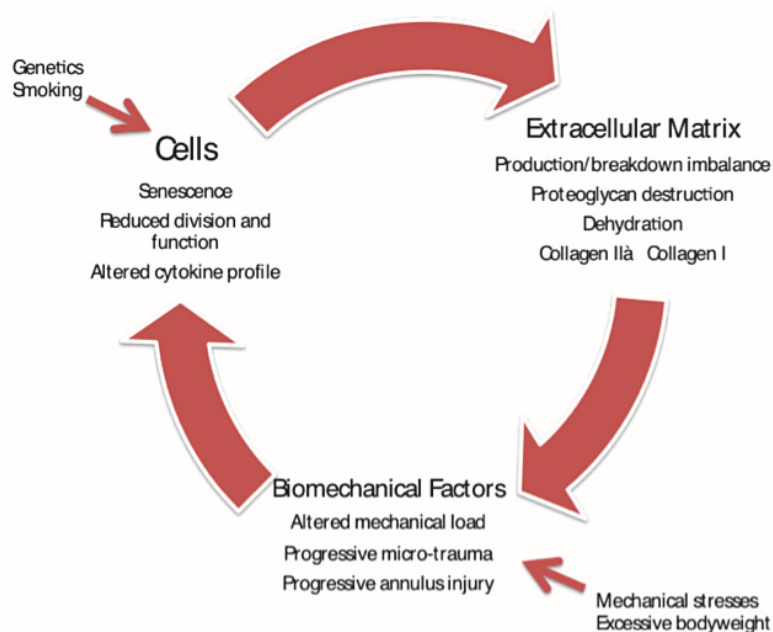 Genetics
Smoking
Cells
Senescence
Reduced division and
function
Altered cytokine profile
Extracellular Matrix
Production/breakdown imbalance
Proteoglycan destruction
Dehydration
Collagen IIà Collagen I
Biomechanical Factors
Altered mechanical load
Progressive micro-trauma
Progressive annulus injury
Mechanical stresses
Excessive bodyweight